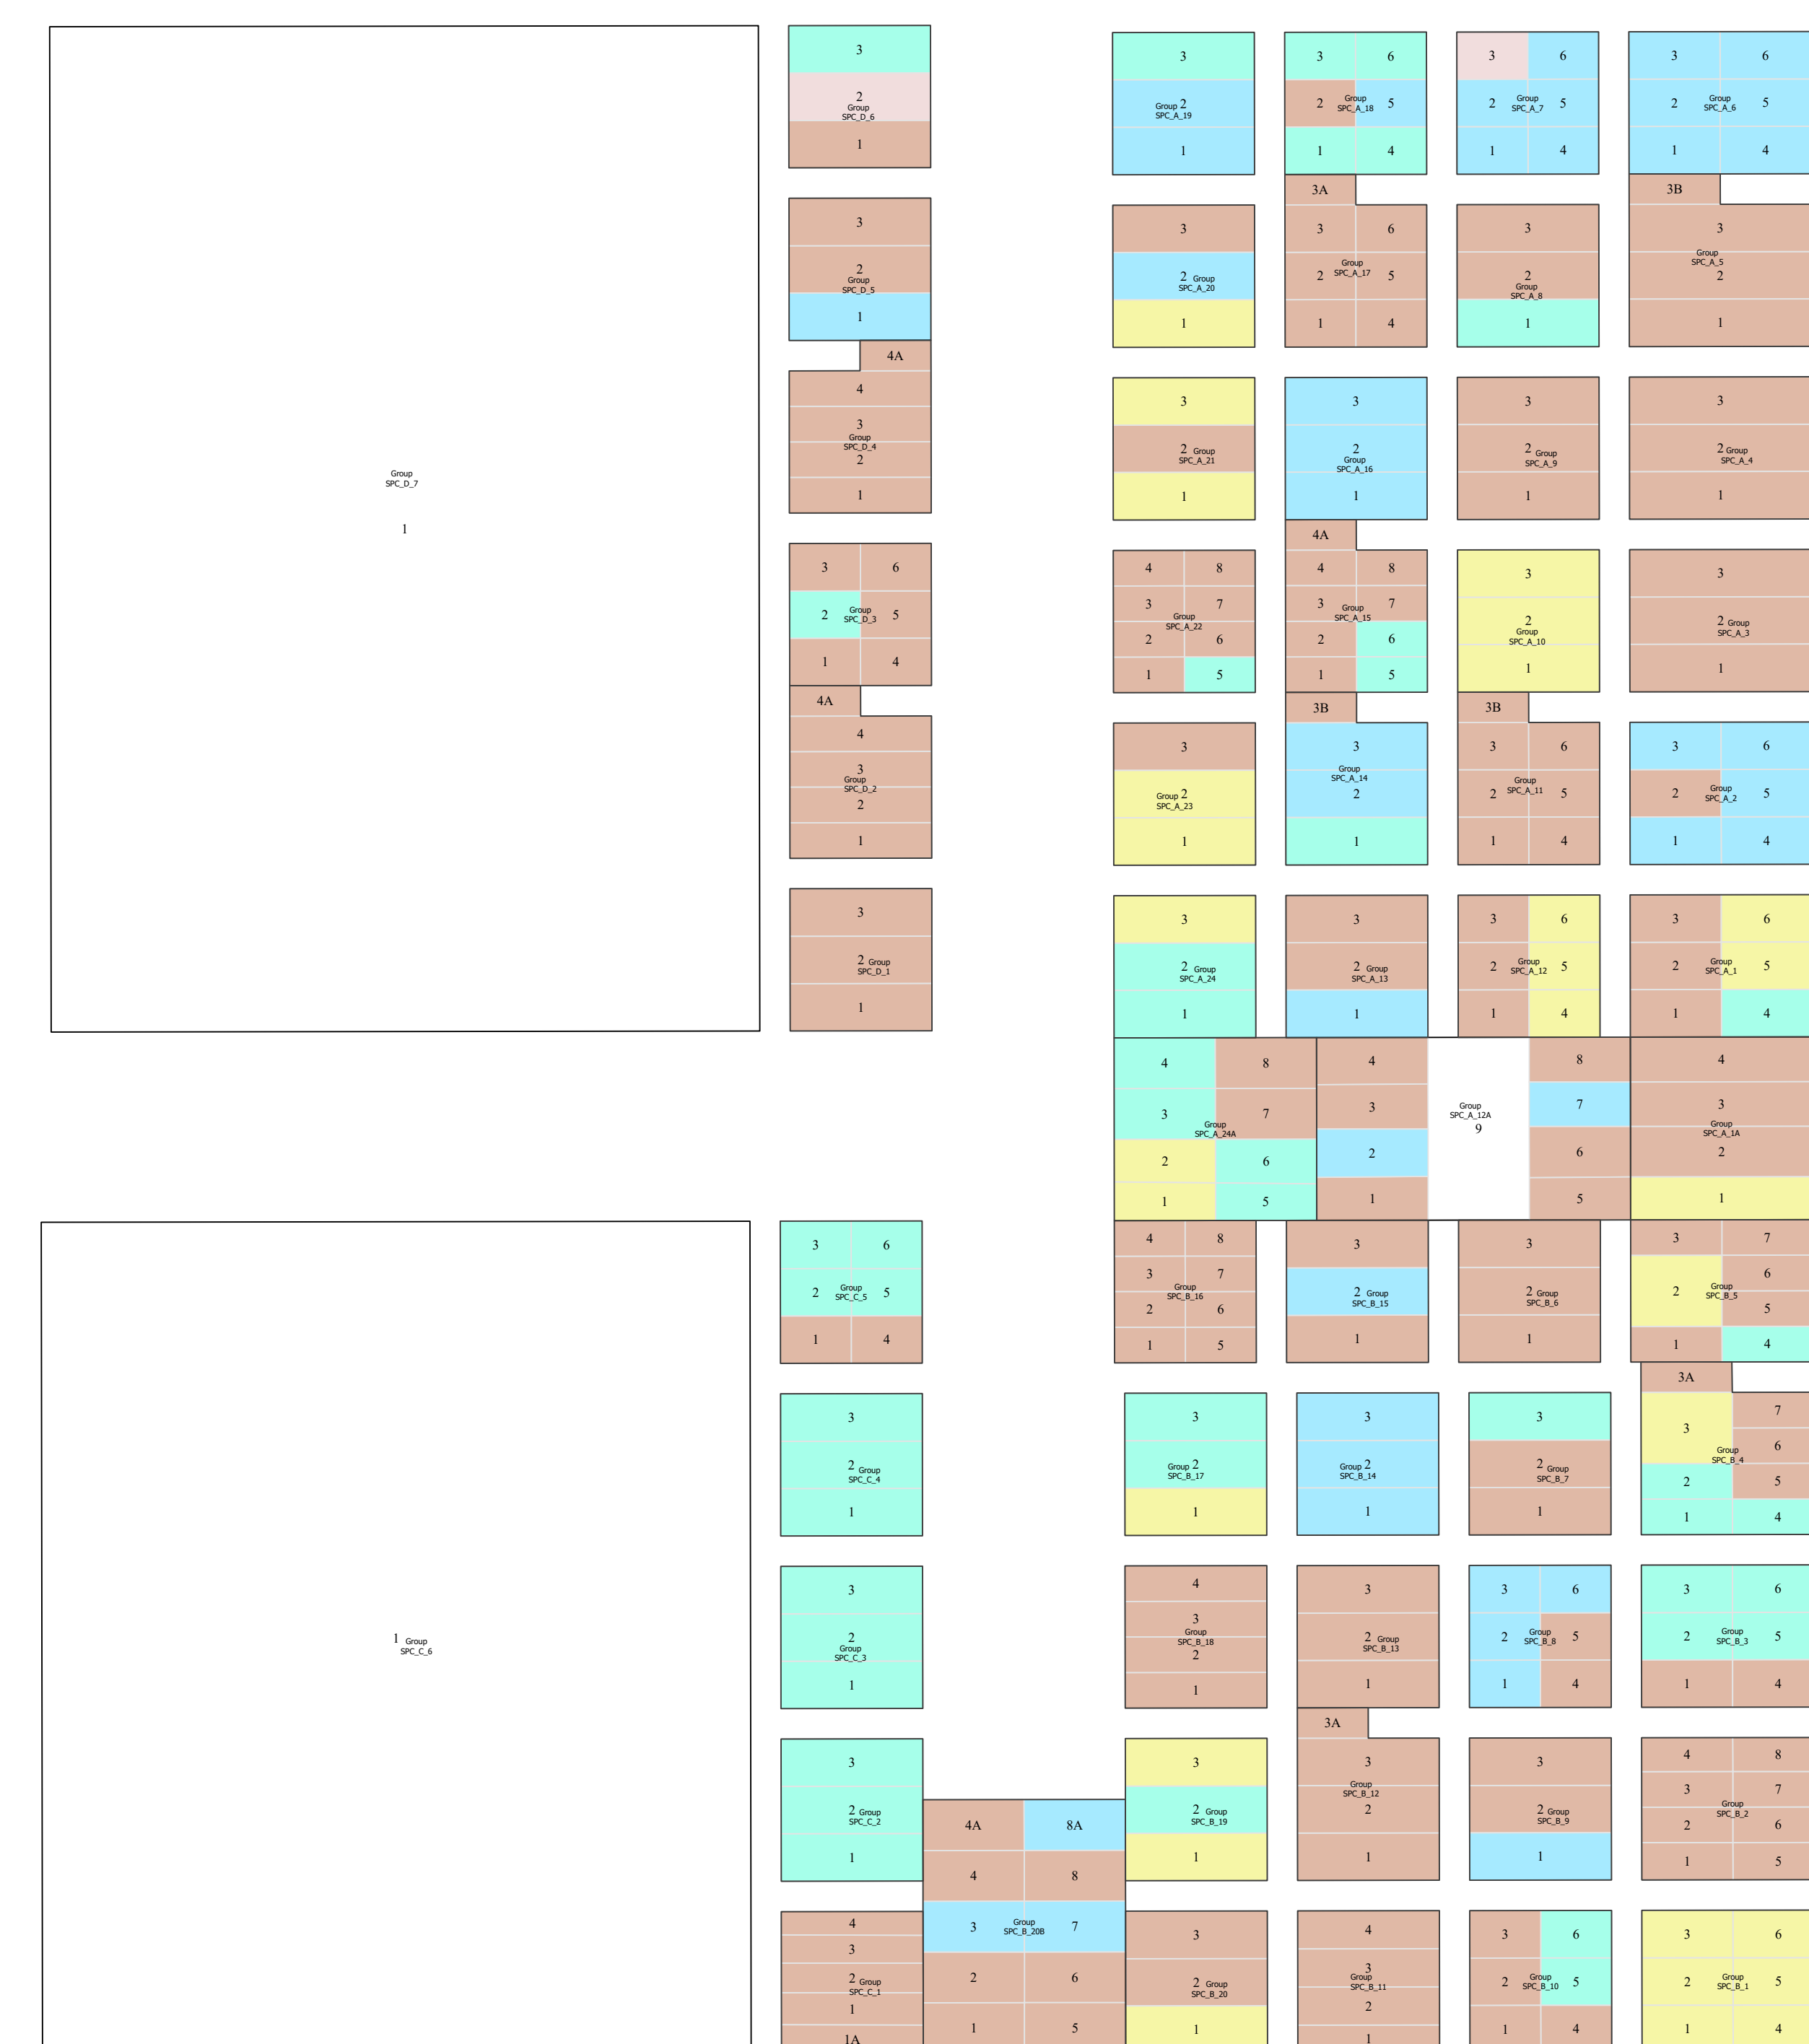 3
2
Group
SPC_D_6
1
3
Group 2
SPC_A_19
1
3 6
2 Group 5
SPC_A_18
1 4
3 6
2 Group 5
SPC_A_7
1 4
3 6
2 Group 5
SPC_A_6
1 4
3
2
Group
SPC_D_5
1
3
2 Group
SPC_A_20
1
3A
3 6
Group
2 SPC_A_17 5
1 4
3
2
Group
SPC_A_8
1
3B
3
Group
SPC_A_5
2
1
4A
4
3
Group
SPC_D_4
2
1
3
2 Group
SPC_A_21
1
3
2
Group
SPC_A_16
1
3
2 Group
SPC_A_9
1
3
2 Group
SPC_A_4
1
Group
SPC_D_7
1
3 6
2 Group 5
SPC_D_3
1 4
4 8
3 7
Group
SPC_A_22
2 6
1 5
4A
4 8
3 Group 7
SPC_A_15
2 6
1 5
3
2
Group
SPC_A_10
1
3
2 Group
SPC_A_3
1
4A
4
3
Group
SPC_D_2
2
1
3
Group 2
SPC_A_23
1
3B
3
Group
SPC_A_14
2
1
3B
3 6
Group
2 SPC_A_11 5
1 4
3 6
2 Group 5
SPC_A_2
1 4
3
2 Group
SPC_D_1
1
3
2 Group
SPC_A_24
1
3
2 Group
SPC_A_13
1
3 6
2 Group 5
SPC_A_12
1 4
3 6
2 Group 5
SPC_A_1
1 4
4 8
3 7
Group
SPC_A_24A
2 6
1 5
4 8
3 7
Group
SPC_A_12A
9
2 6
1 5
4
3
Group
SPC_A_1A
2
1
3 6
2 Group 5
SPC_C_5
1 4
4 8
3 7
Group
SPC_B_16
2 6
1 5
3
2 Group
SPC_B_15
1
3
2 Group
SPC_B_6
1
3 7
6
2 Group
SPC_B_5
5
1 4
3
2 Group
SPC_C_4
1
3
Group 2
SPC_B_17
1
3
Group 2
SPC_B_14
1
3
2 Group
SPC_B_7
1
3A
7
3
6
Group
SPC_B_4
2 5
1 4
1 Group
SPC_C_6
3
2
Group
SPC_C_3
1
4
3
Group
SPC_B_18
2
1
3
2 Group
SPC_B_13
1
3 6
2 Group 5
SPC_B_8
1 4
3 6
2 Group 5
SPC_B_3
1 4
3
2 Group
SPC_C_2
1
3
2 Group
SPC_B_19
1
3A
3
Group
SPC_B_12
2
1
3
2 Group
SPC_B_9
1
4 8
3 7
Group
SPC_B_2
2 6
1 5
4
3
2 Group
SPC_C_1
1
1A
4A 8A
4 8
3 Group 7
SPC_B_20B
2 6
1 5
3
2 Group
SPC_B_20
1
4
3
Group
SPC_B_11
2
1
3 6
2 Group 5
SPC_B_10
1 4
3 6
2 Group 5
SPC_B_1
1 4